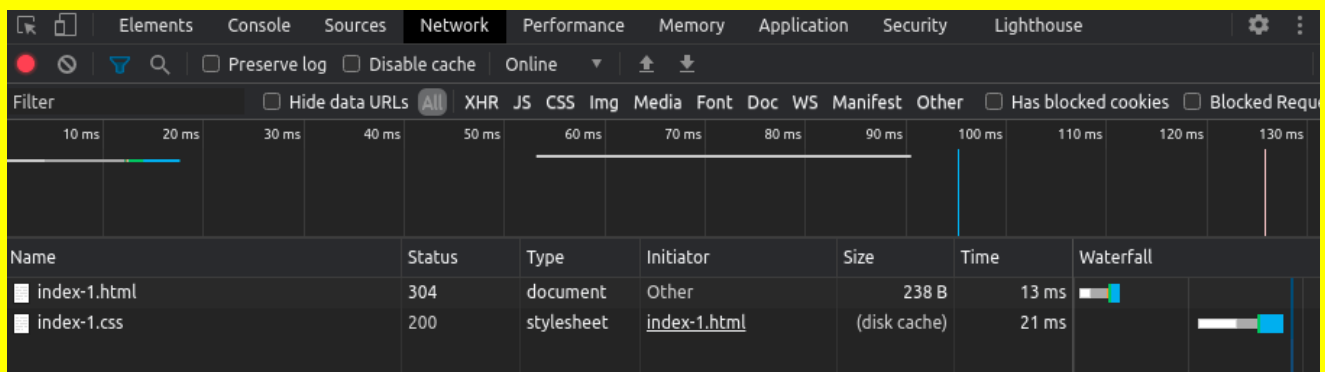 Elements Console Sources Network Performance Memory Application Security Lighthouse
Preserve log Disable cache Online
Filter Hide data URLs All XHR JS CSS Img Media Font Doc WS Manifest Other Has blocked cookies Blocked Reque
10 ms 20 ms 30 ms 40 ms 50 ms 60 ms 70 ms 80 ms 90 ms 100 ms 110 ms 120 ms 130 ms
Name Status Type Initiator Size Time Waterfall
index-1.html 304 document Other 238 B 13 ms
index-1.css 200 stylesheet index-1.html (disk cache) 21 ms